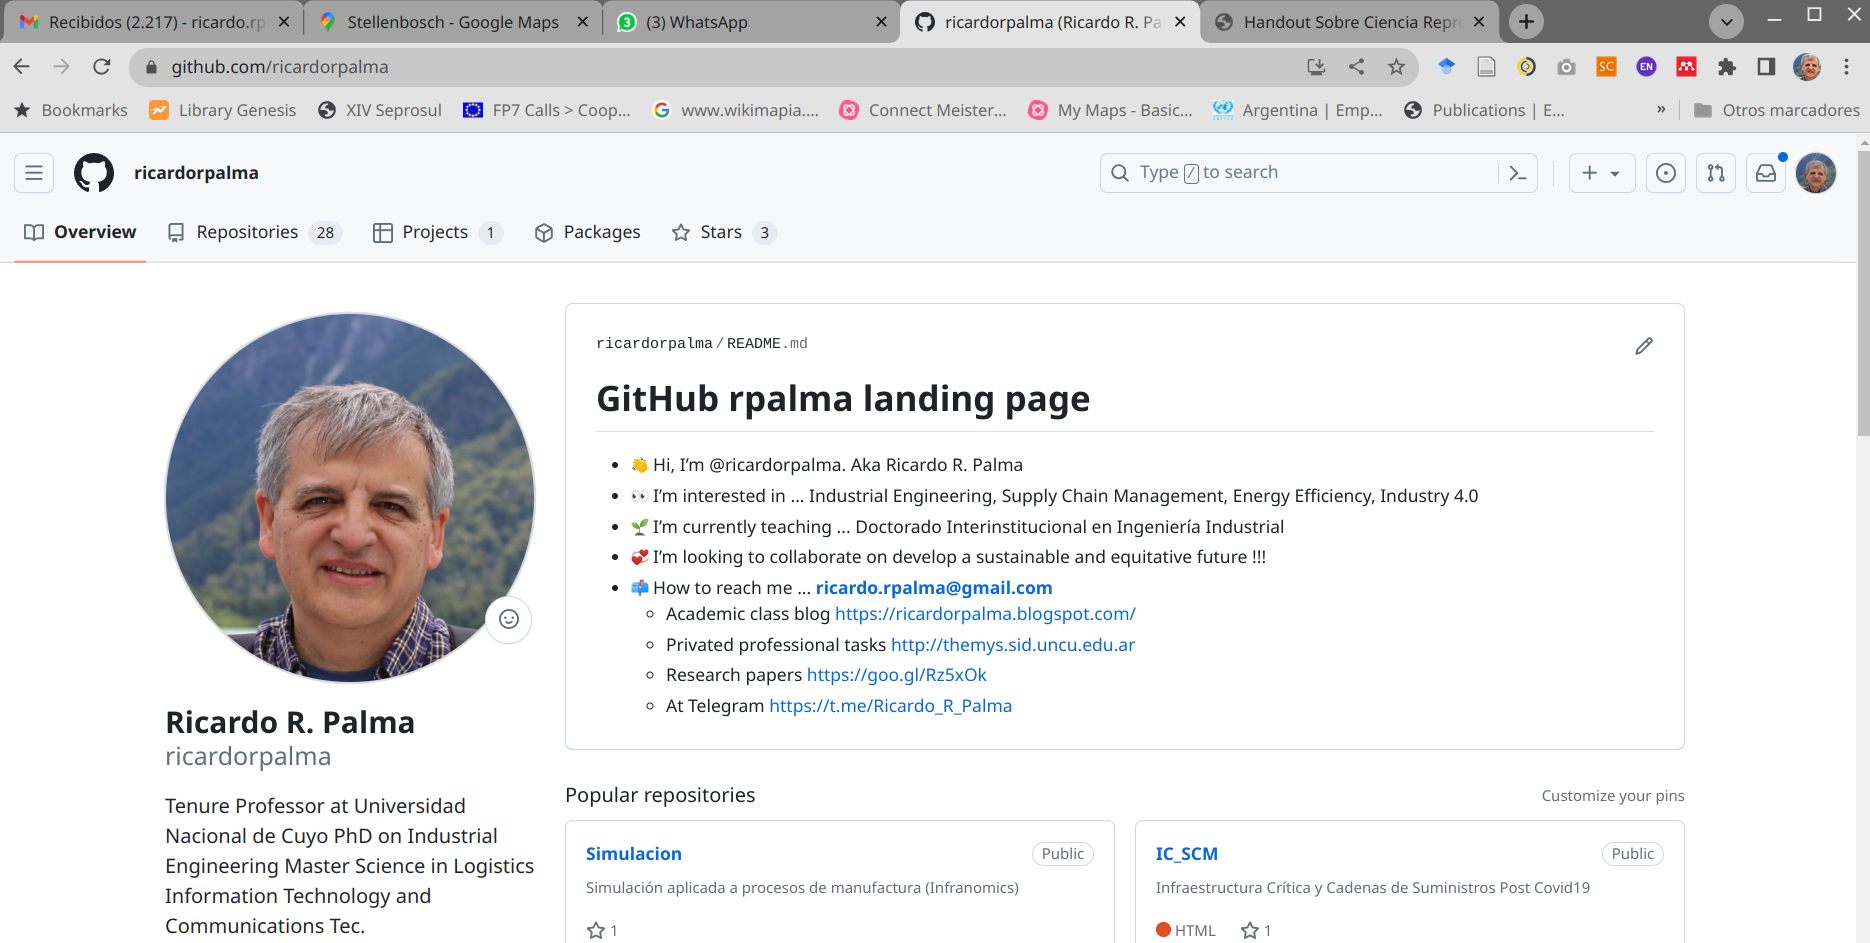 Recibidos (2.217) - ricardo.rp
Stellenbosch - Google Maps
(3) WhatsApp
ricardorpalma (Ricardo R. Pa
Handout Sobre Ciencia Repr
github.com/ricardorpalma
SC
EN
Bookmarks
Library Genesis
XIV Seprosul
FP7 Calls > Coop...
www.wikimapia....
Connect Meister...
My Maps - Basic...
Argentina | Emp...
Publications | E...
»
Otros marcadores
ricardorpalma
Type / to search
Overview
Repositories 28
Projects 1
Packages
Stars 3
ricardorpalma/README.md
GitHub rpalma landing page
👋 Hi, I’m @ricardorpalma. Aka Ricardo R. Palma
👀 I’m interested in ... Industrial Engineering, Supply Chain Management, Energy Efficiency, Industry 4.0
🌱 I’m currently teaching ... Doctorado Interinstitucional en Ingeniería Industrial
💞️ I’m looking to collaborate on develop a sustainable and equitative future !!!
📫 How to reach me ... ricardo.rpalma@gmail.com
Academic class blog https://ricardorpalma.blogspot.com/
Privated professional tasks http://themys.sid.uncu.edu.ar
Research papers https://goo.gl/Rz5xOk
At Telegram https://t.me/Ricardo_R_Palma
Ricardo R. Palma
ricardorpalma
Tenure Professor at Universidad
Nacional de Cuyo PhD on Industrial
Engineering Master Science in Logistics
Information Technology and
Communications Tec.
Popular repositories
Customize your pins
Simulacion
Public
Simulación aplicada a procesos de manufactura (Infranomics)
1
IC_SCM
Public
Infraestructura Crítica y Cadenas de Suministros Post Covid19
HTML
1